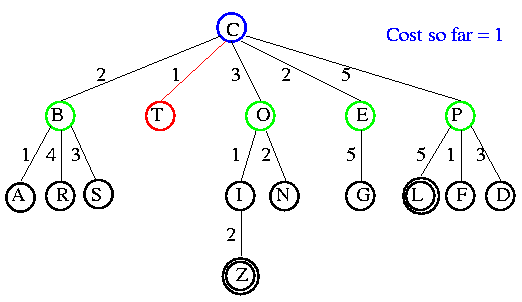 C
Cost so far = 1
2 1 3 2 5
B T O E P
1 4 3 1 2 5 5 1 3
A R S I N G L F D
2
Z